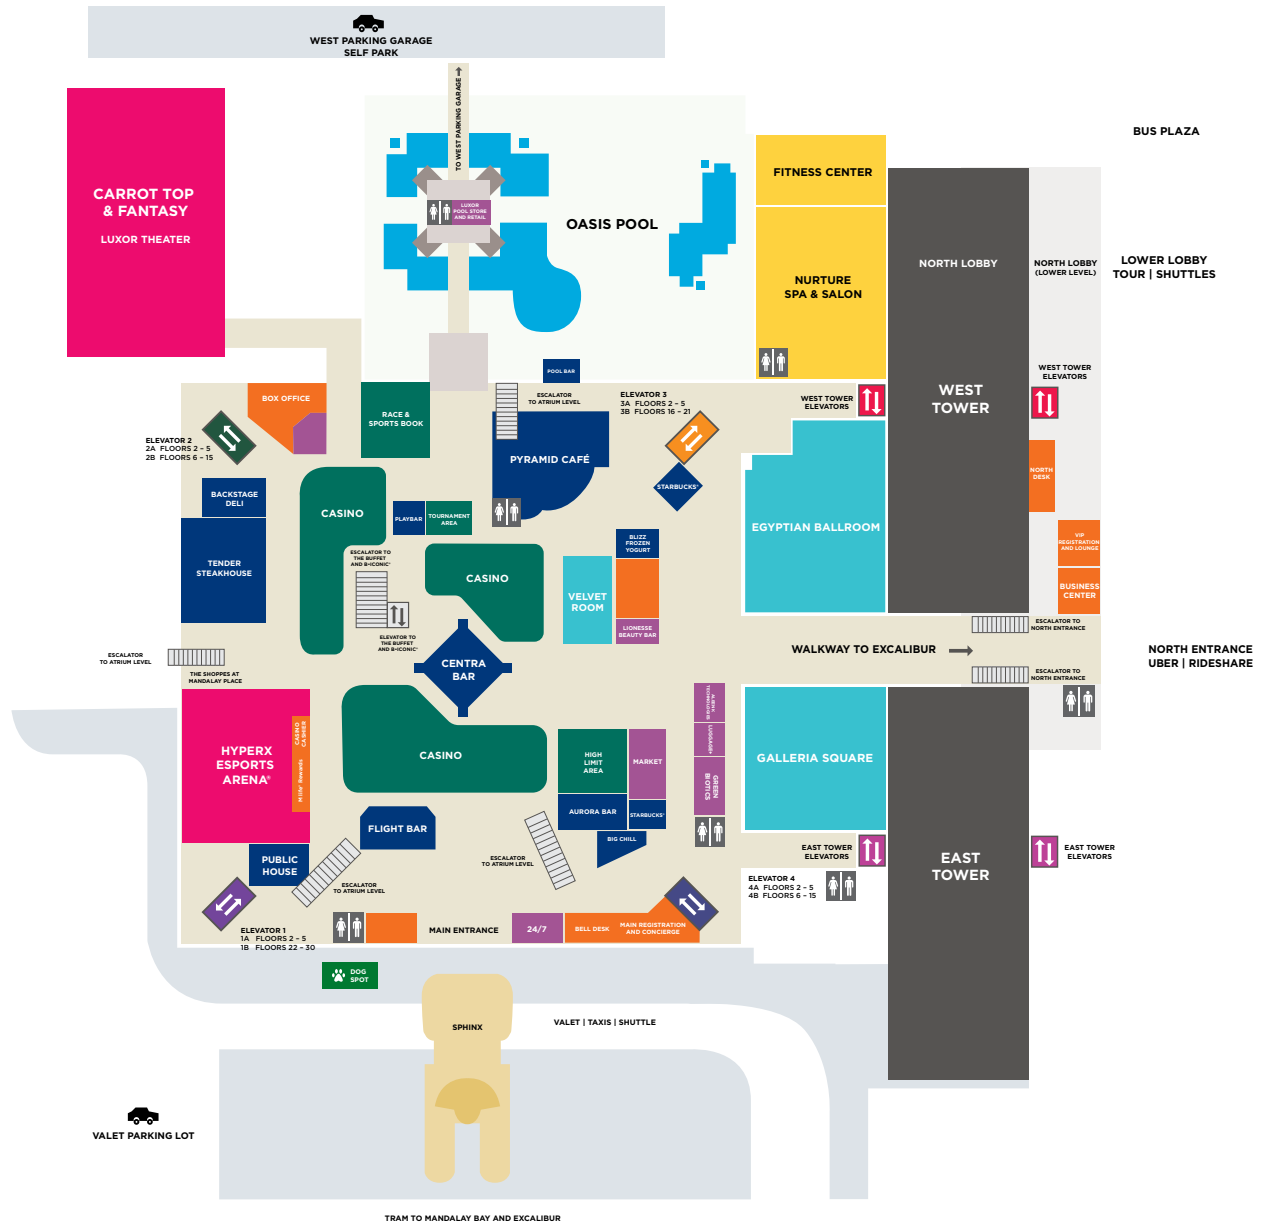 WEST PARKING GARAGE
SELF PARK
TO WEST PARKING GARAGE
BUS PLAZA
CARROT TOP
& FANTASY
LUXOR THEATER
LUXOR
POOL STORE
AND RETAIL
OASIS POOL
FITNESS CENTER
NURTURE
SPA & SALON
NORTH LOBBY
NORTH LOBBY
(LOWER LEVEL)
LOWER LOBBY
TOUR | SHUTTLES
WEST
TOWER
WEST TOWER
ELEVATORS
WEST TOWER
ELEVATORS
POOL BAR
ESCALATOR
TO ATRIUM LEVEL
ELEVATOR 3
3A FLOORS 2 – 5
3B FLOORS 16 – 21
BOX OFFICE
RACE &
SPORTS BOOK
ELEVATOR 2
2A FLOORS 2 – 5
2B FLOORS 6 – 15
PYRAMID CAFÉ
STARBUCKS®
BACKSTAGE
DELI
CASINO
PLAYBAR
TOURNAMENT
AREA
EGYPTIAN BALLROOM
NORTH
DESK
VIP
REGISTRATION
AND LOUNGE
BUSINESS
CENTER
TENDER
STEAKHOUSE
ESCALATOR TO
THE BUFFET
AND B•ICONIC®
CASINO
BLIZZ
FROZEN
YOGURT
VELVET
ROOM
LIONESSE
BEAUTY BAR
ELEVATOR TO
THE BUFFET
AND B•ICONIC®
ESCALATOR TO
NORTH ENTRANCE
WALKWAY TO EXCALIBUR
NORTH ENTRANCE
UBER | RIDESHARE
ESCALATOR TO
NORTH ENTRANCE
ESCALATOR
TO ATRIUM LEVEL
THE SHOPPES AT
MANDALAY PLACE
CENTRA
BAR
HYPERX
ESPORTS
ARENA®
CASINO
CASHIER
M life® Rewards
CASINO
HIGH
LIMIT
AREA
MARKET
LUGGAGE+
GREEN
BIOTICS
GALLERIA SQUARE
AURORA BAR
STARBUCKS®
BIG CHILL
FLIGHT BAR
PUBLIC
HOUSE
ESCALATOR
TO ATRIUM LEVEL
ESCALATOR
TO ATRIUM LEVEL
EAST TOWER
ELEVATORS
EAST
TOWER
EAST TOWER
ELEVATORS
ELEVATOR 4
4A FLOORS 2 – 5
4B FLOORS 6 – 15
ELEVATOR 1
1A FLOORS 2 – 5
1B FLOORS 22 – 30
MAIN ENTRANCE
24/7
BELL DESK
MAIN REGISTRATION
AND CONCIERGE
DOG
SPOT
SPHINX
VALET | TAXIS | SHUTTLE
VALET PARKING LOT
TRAM TO MANDALAY BAY AND EXCALIBUR